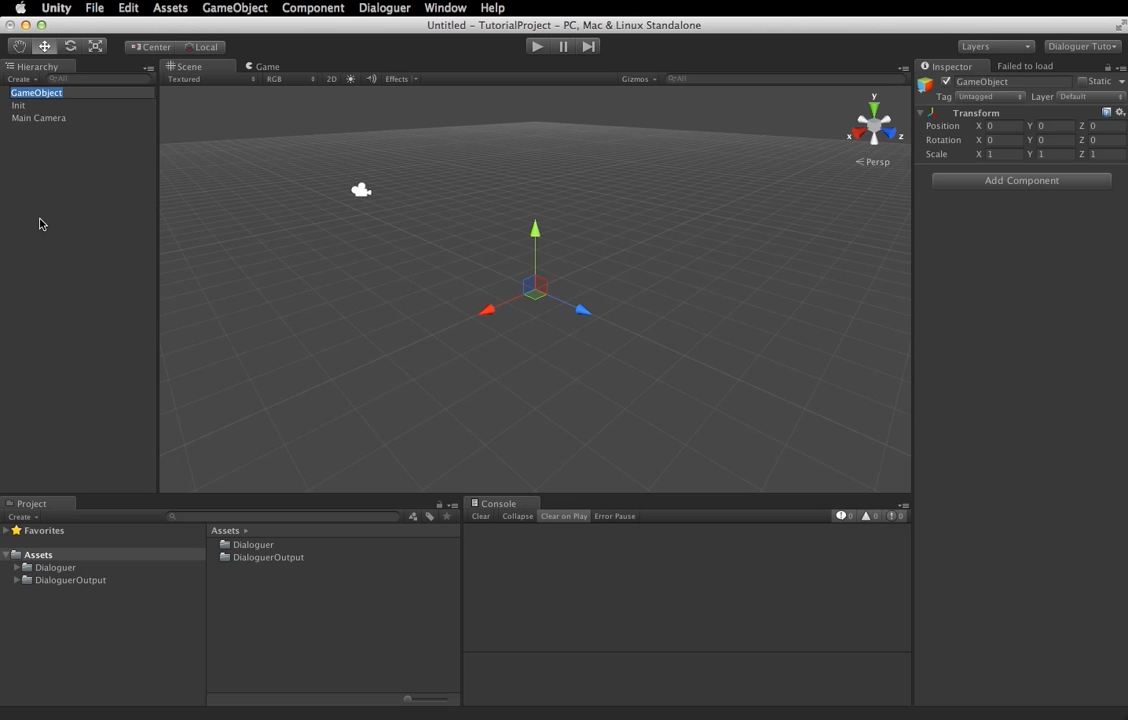 Unity File Edit Assets GameObject Component Dialoguer Window Help
Untitled – TutorialProject – PC, Mac & Linux Standalone
Center Local Layers Dialoguer Tuto
Hierarchy
Create All
GameObject
Init
Main Camera
Scene Game
Textured RGB 2D Effects Gizmos All
y
x z
Persp
Inspector Failed to load
GameObject Static
Tag Untagged Layer Default
Transform
Position X 0 Y 0 Z 0
Rotation X 0 Y 0 Z 0
Scale X 1 Y 1 Z 1
Add Component
Project
Create
Favorites
Assets
Dialoguer
DialoguerOutput
Assets
Dialoguer
DialoguerOutput
Console
Clear Collapse Clear on Play Error Pause 0 0 0